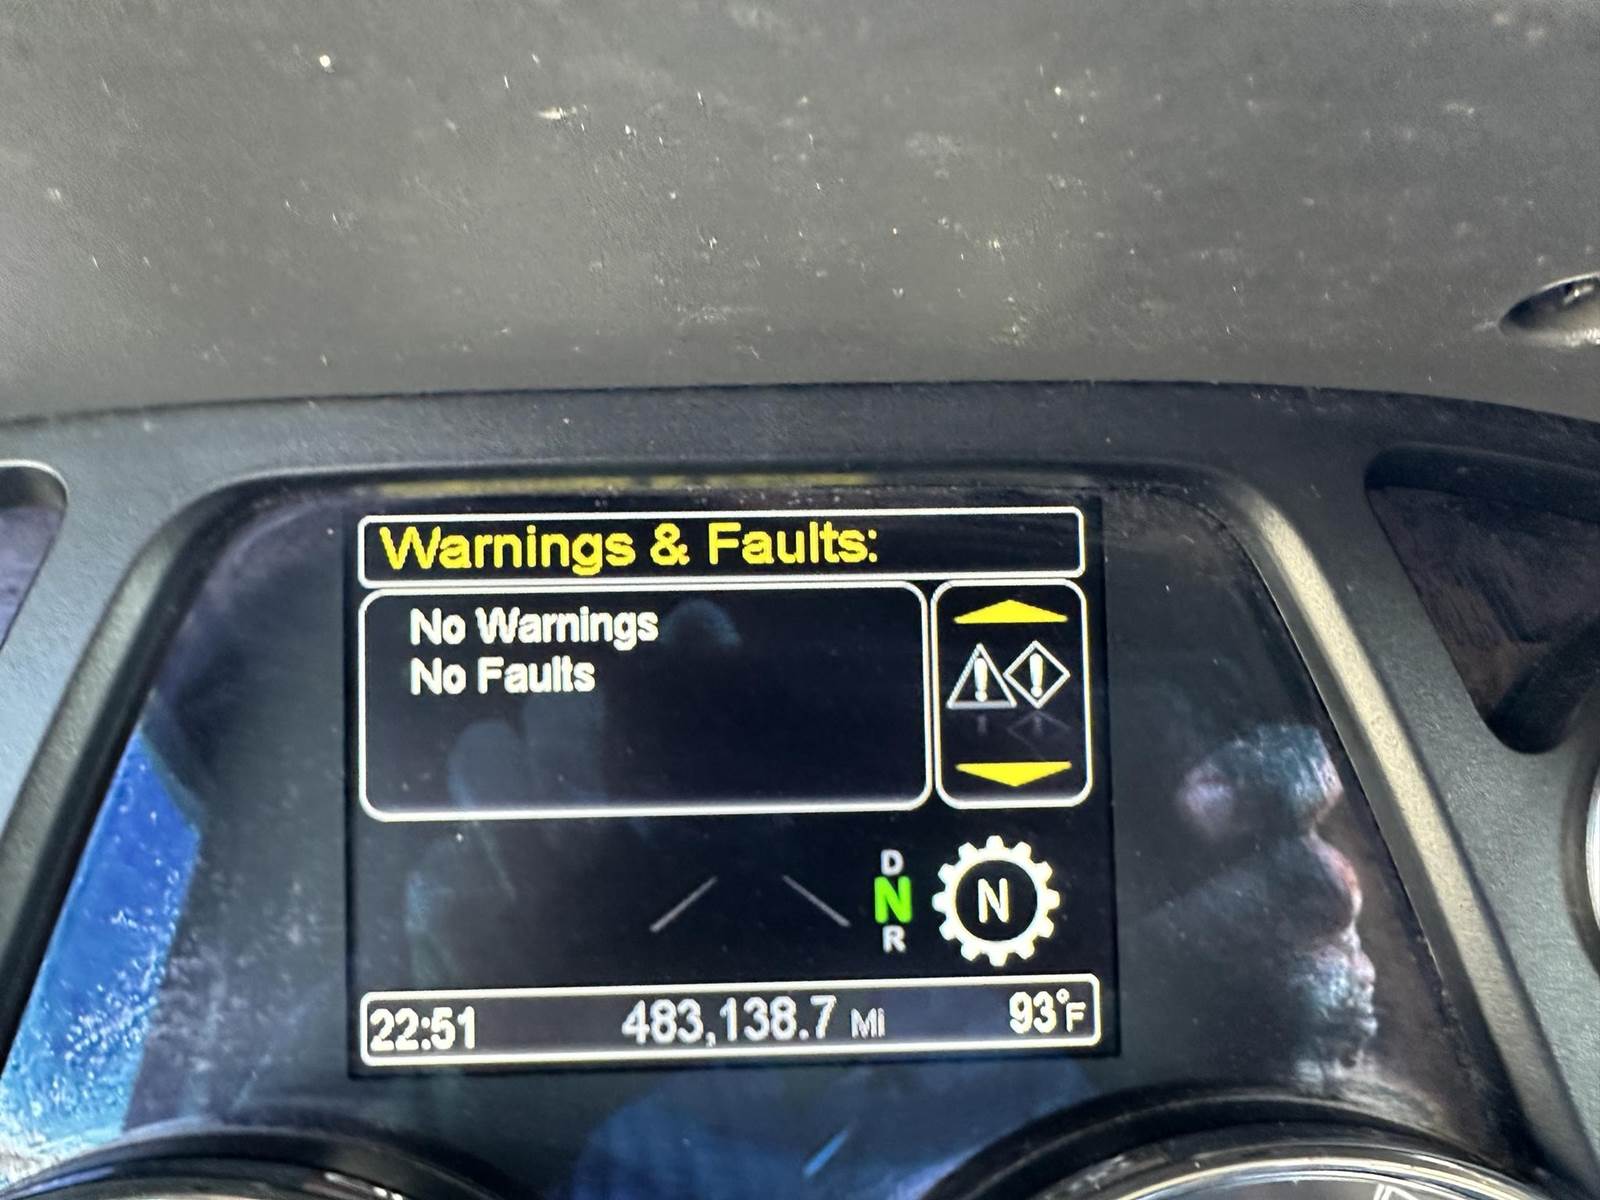 Warnings & Faults:
No Warnings
No Faults
D
N
R
N
22:51 483,138.7 Mi 93°F